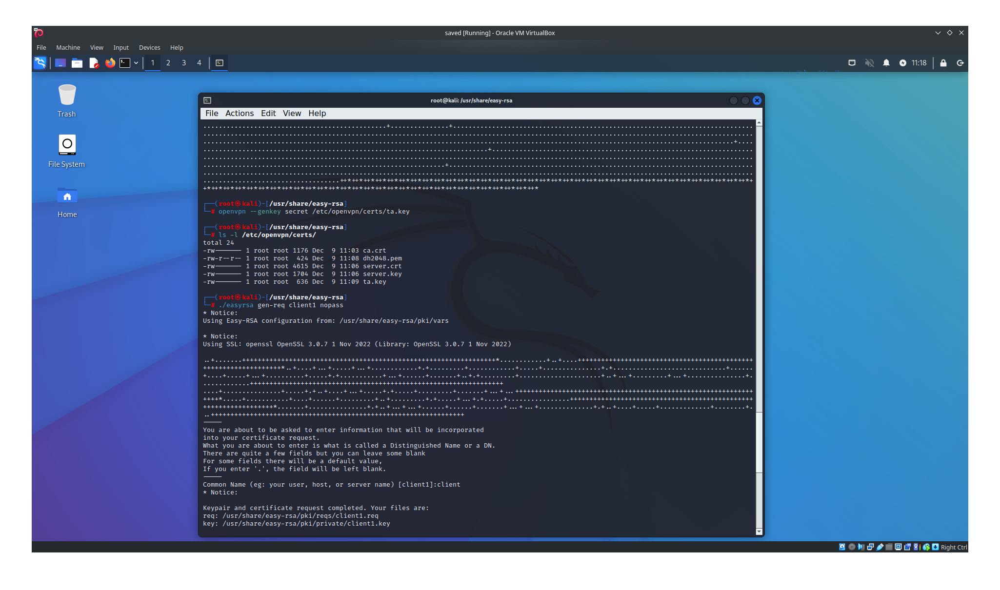 saved [Running] - Oracle VM VirtualBox
File Machine View Input Devices Help
1 2 3 4
11:18
Trash
File System
Home
root@kali: /usr/share/easy-rsa
File Actions Edit View Help
┌──(root㉿kali)-[/usr/share/easy-rsa]
└─# openvpn --genkey secret /etc/openvpn/certs/ta.key
┌──(root㉿kali)-[/usr/share/easy-rsa]
└─# ls -l /etc/openvpn/certs/
total 24
-rw------- 1 root root 1176 Dec  9 11:03 ca.crt
-rw-r--r-- 1 root root  424 Dec  9 11:08 dh2048.pem
-rw------- 1 root root 4615 Dec  9 11:06 server.crt
-rw------- 1 root root 1704 Dec  9 11:06 server.key
-rw------- 1 root root  636 Dec  9 11:09 ta.key
┌──(root㉿kali)-[/usr/share/easy-rsa]
└─# ./easyrsa gen-req client1 nopass
* Notice:
Using Easy-RSA configuration from: /usr/share/easy-rsa/pki/vars
* Notice:
Using SSL: openssl OpenSSL 3.0.7 1 Nov 2022 (Library: OpenSSL 3.0.7 1 Nov 2022)
-----
You are about to be asked to enter information that will be incorporated
into your certificate request.
What you are about to enter is what is called a Distinguished Name or a DN.
There are quite a few fields but you can leave some blank
For some fields there will be a default value,
If you enter '.', the field will be left blank.
-----
Common Name (eg: your user, host, or server name) [client1]:client
* Notice:
Keypair and certificate request completed. Your files are:
req: /usr/share/easy-rsa/pki/reqs/client1.req
key: /usr/share/easy-rsa/pki/private/client1.key
Right Ctrl